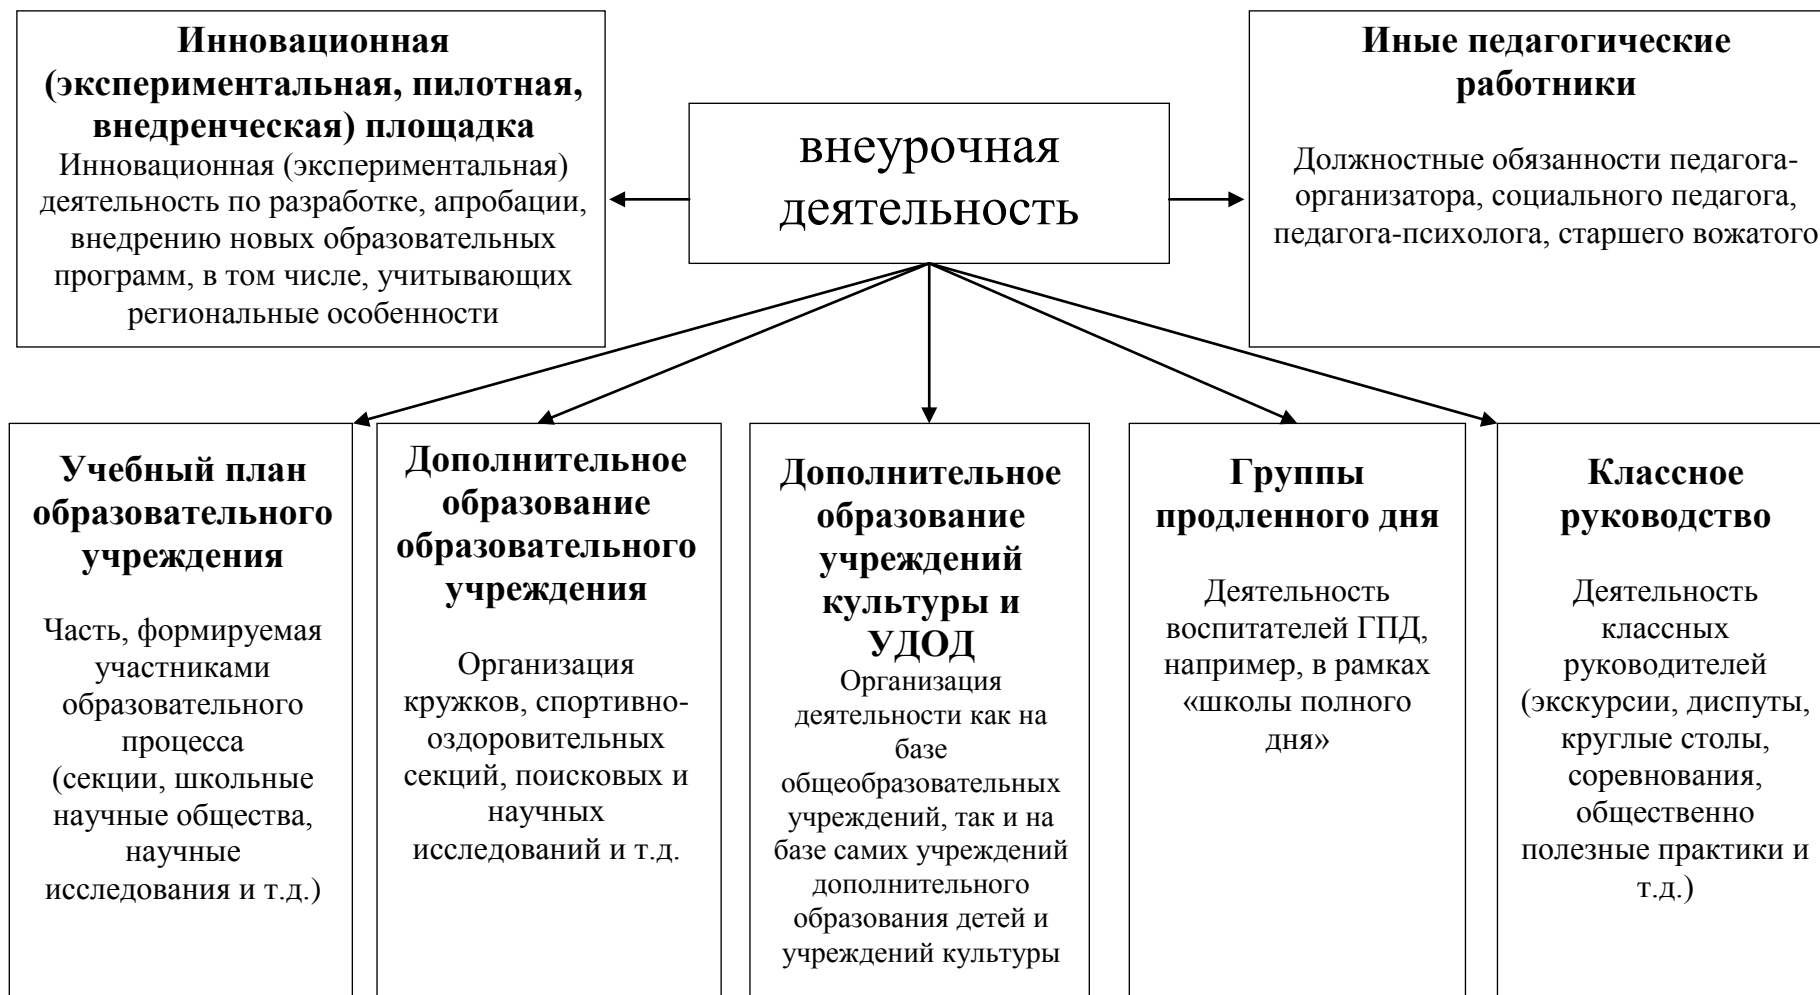 Инновационная
(экспериментальная, пилотная,
внедренческая) площадка
Инновационная (экспериментальная)
деятельность по разработке, апробации,
внедрению новых образовательных
программ, в том числе, учитывающих
региональные особенности
внеурочная
деятельность
Иные педагогические
работники
Должностные обязанности педагога-
организатора, социального педагога,
педагога-психолога, старшего вожатого
Учебный план
образовательного
учреждения
Часть, формируемая
участниками
образовательного
процесса
(секции, школьные
научные общества,
научные
исследования и т.д.)
Дополнительное
образование
образовательного
учреждения
Организация
кружков, спортивно-
оздоровительных
секций, поисковых и
научных
исследований и т.д.
Дополнительное
образование
учреждений
культуры и
УДОД
Организация
деятельности как на
базе
общеобразовательных
учреждений, так и на
базе самих учреждений
дополнительного
образования детей и
учреждений культуры
Группы
продленного дня
Деятельность
воспитателей ГПД,
например, в рамках
«школы полного
дня»
Классное
руководство
Деятельность
классных
руководителей
(экскурсии, диспуты,
круглые столы,
соревнования,
общественно
полезные практики и
т.д.)